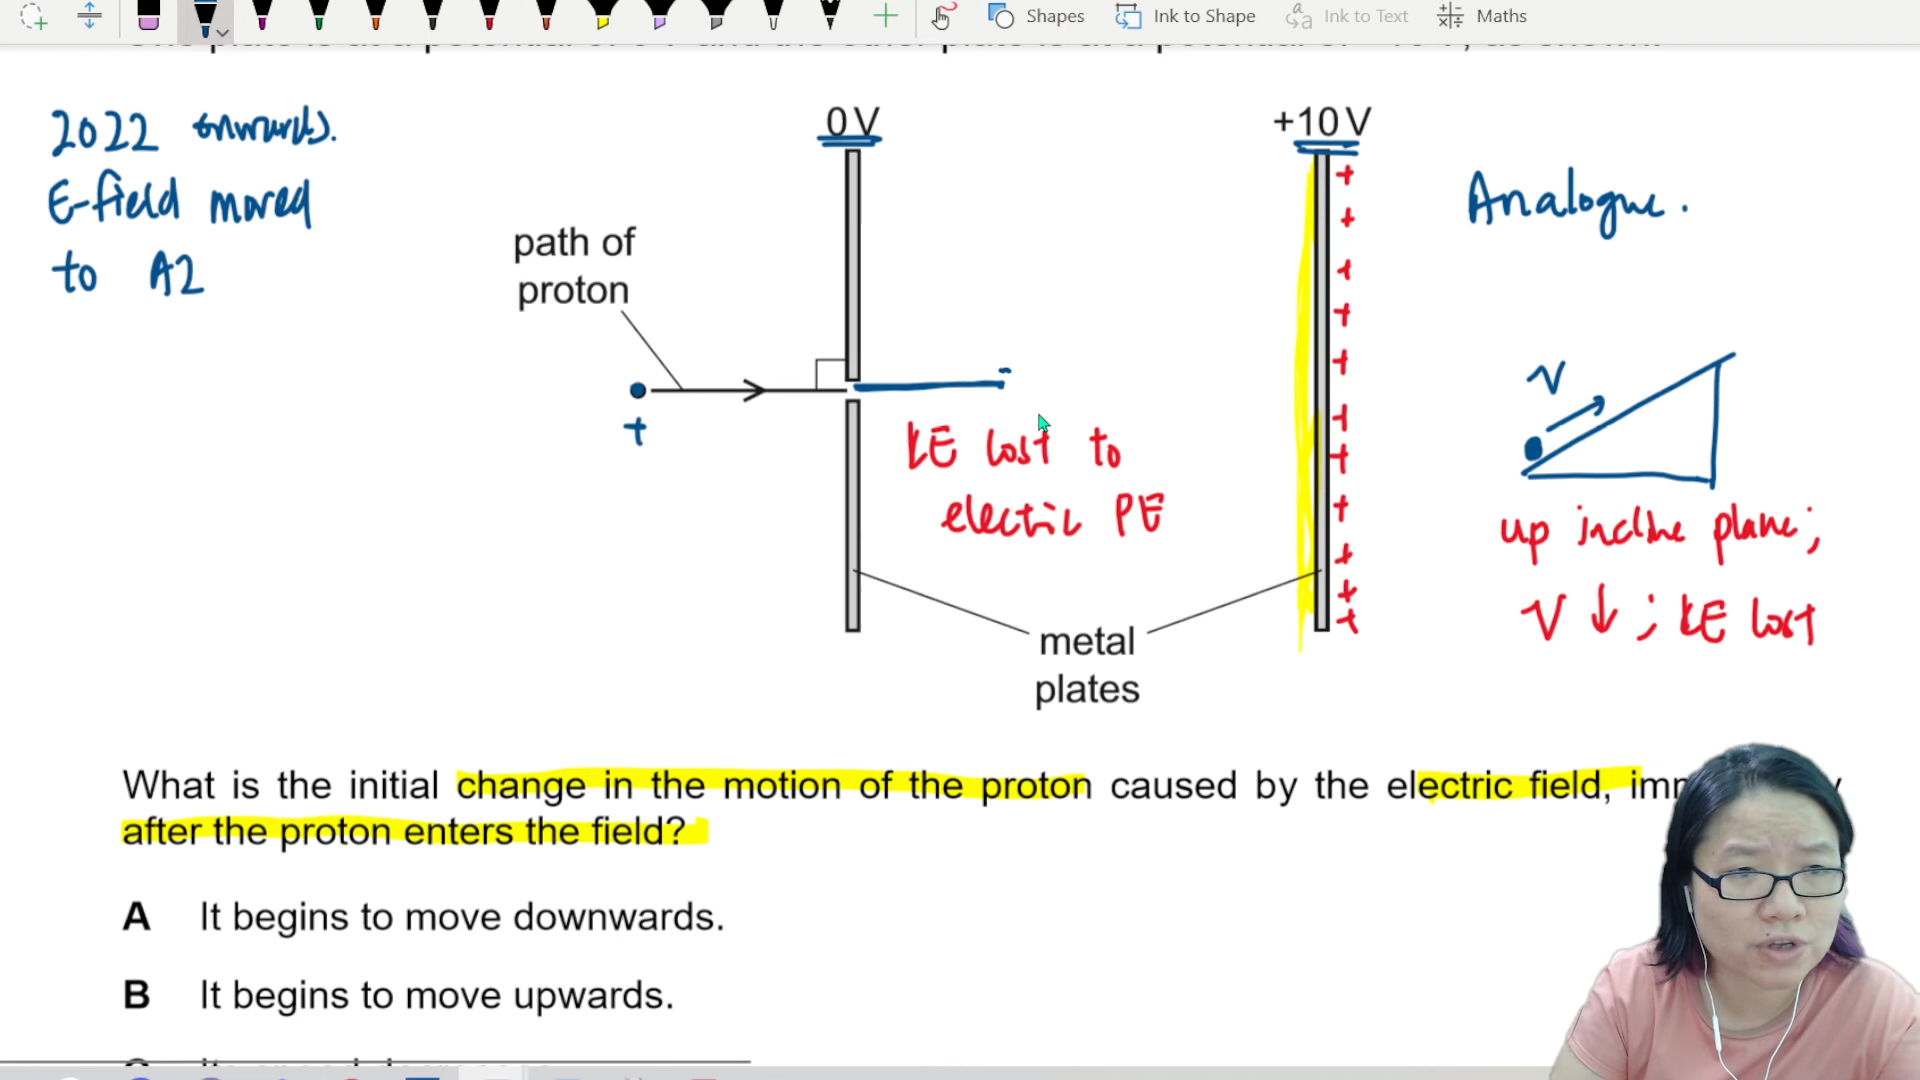 Shapes
Ink to Shape
Ink to Text
Maths
2022 onwards.
E-field moved
to A2
0 V
+10 V
Analogue.
path of
proton
+
V
KE lost to
electric PE
up incline plane;
V ↓ ; KE lost
metal
plates
What is the initial change in the motion of the proton caused by the electric field,
after the proton enters the field?
A It begins to move downwards.
B It begins to move upwards.